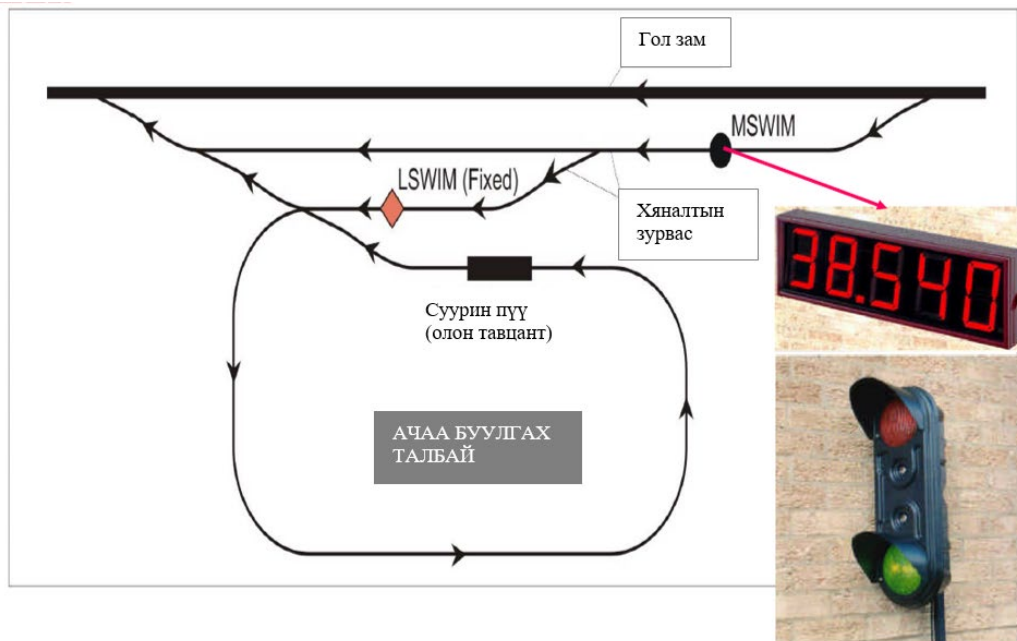 Гол зам
MSWIM
LSWIM (Fixed)
Хяналтын
зурвас
38.540
Суурин пүү
(олон тавцант)
АЧАА БУУЛГАХ
ТАЛБАЙ